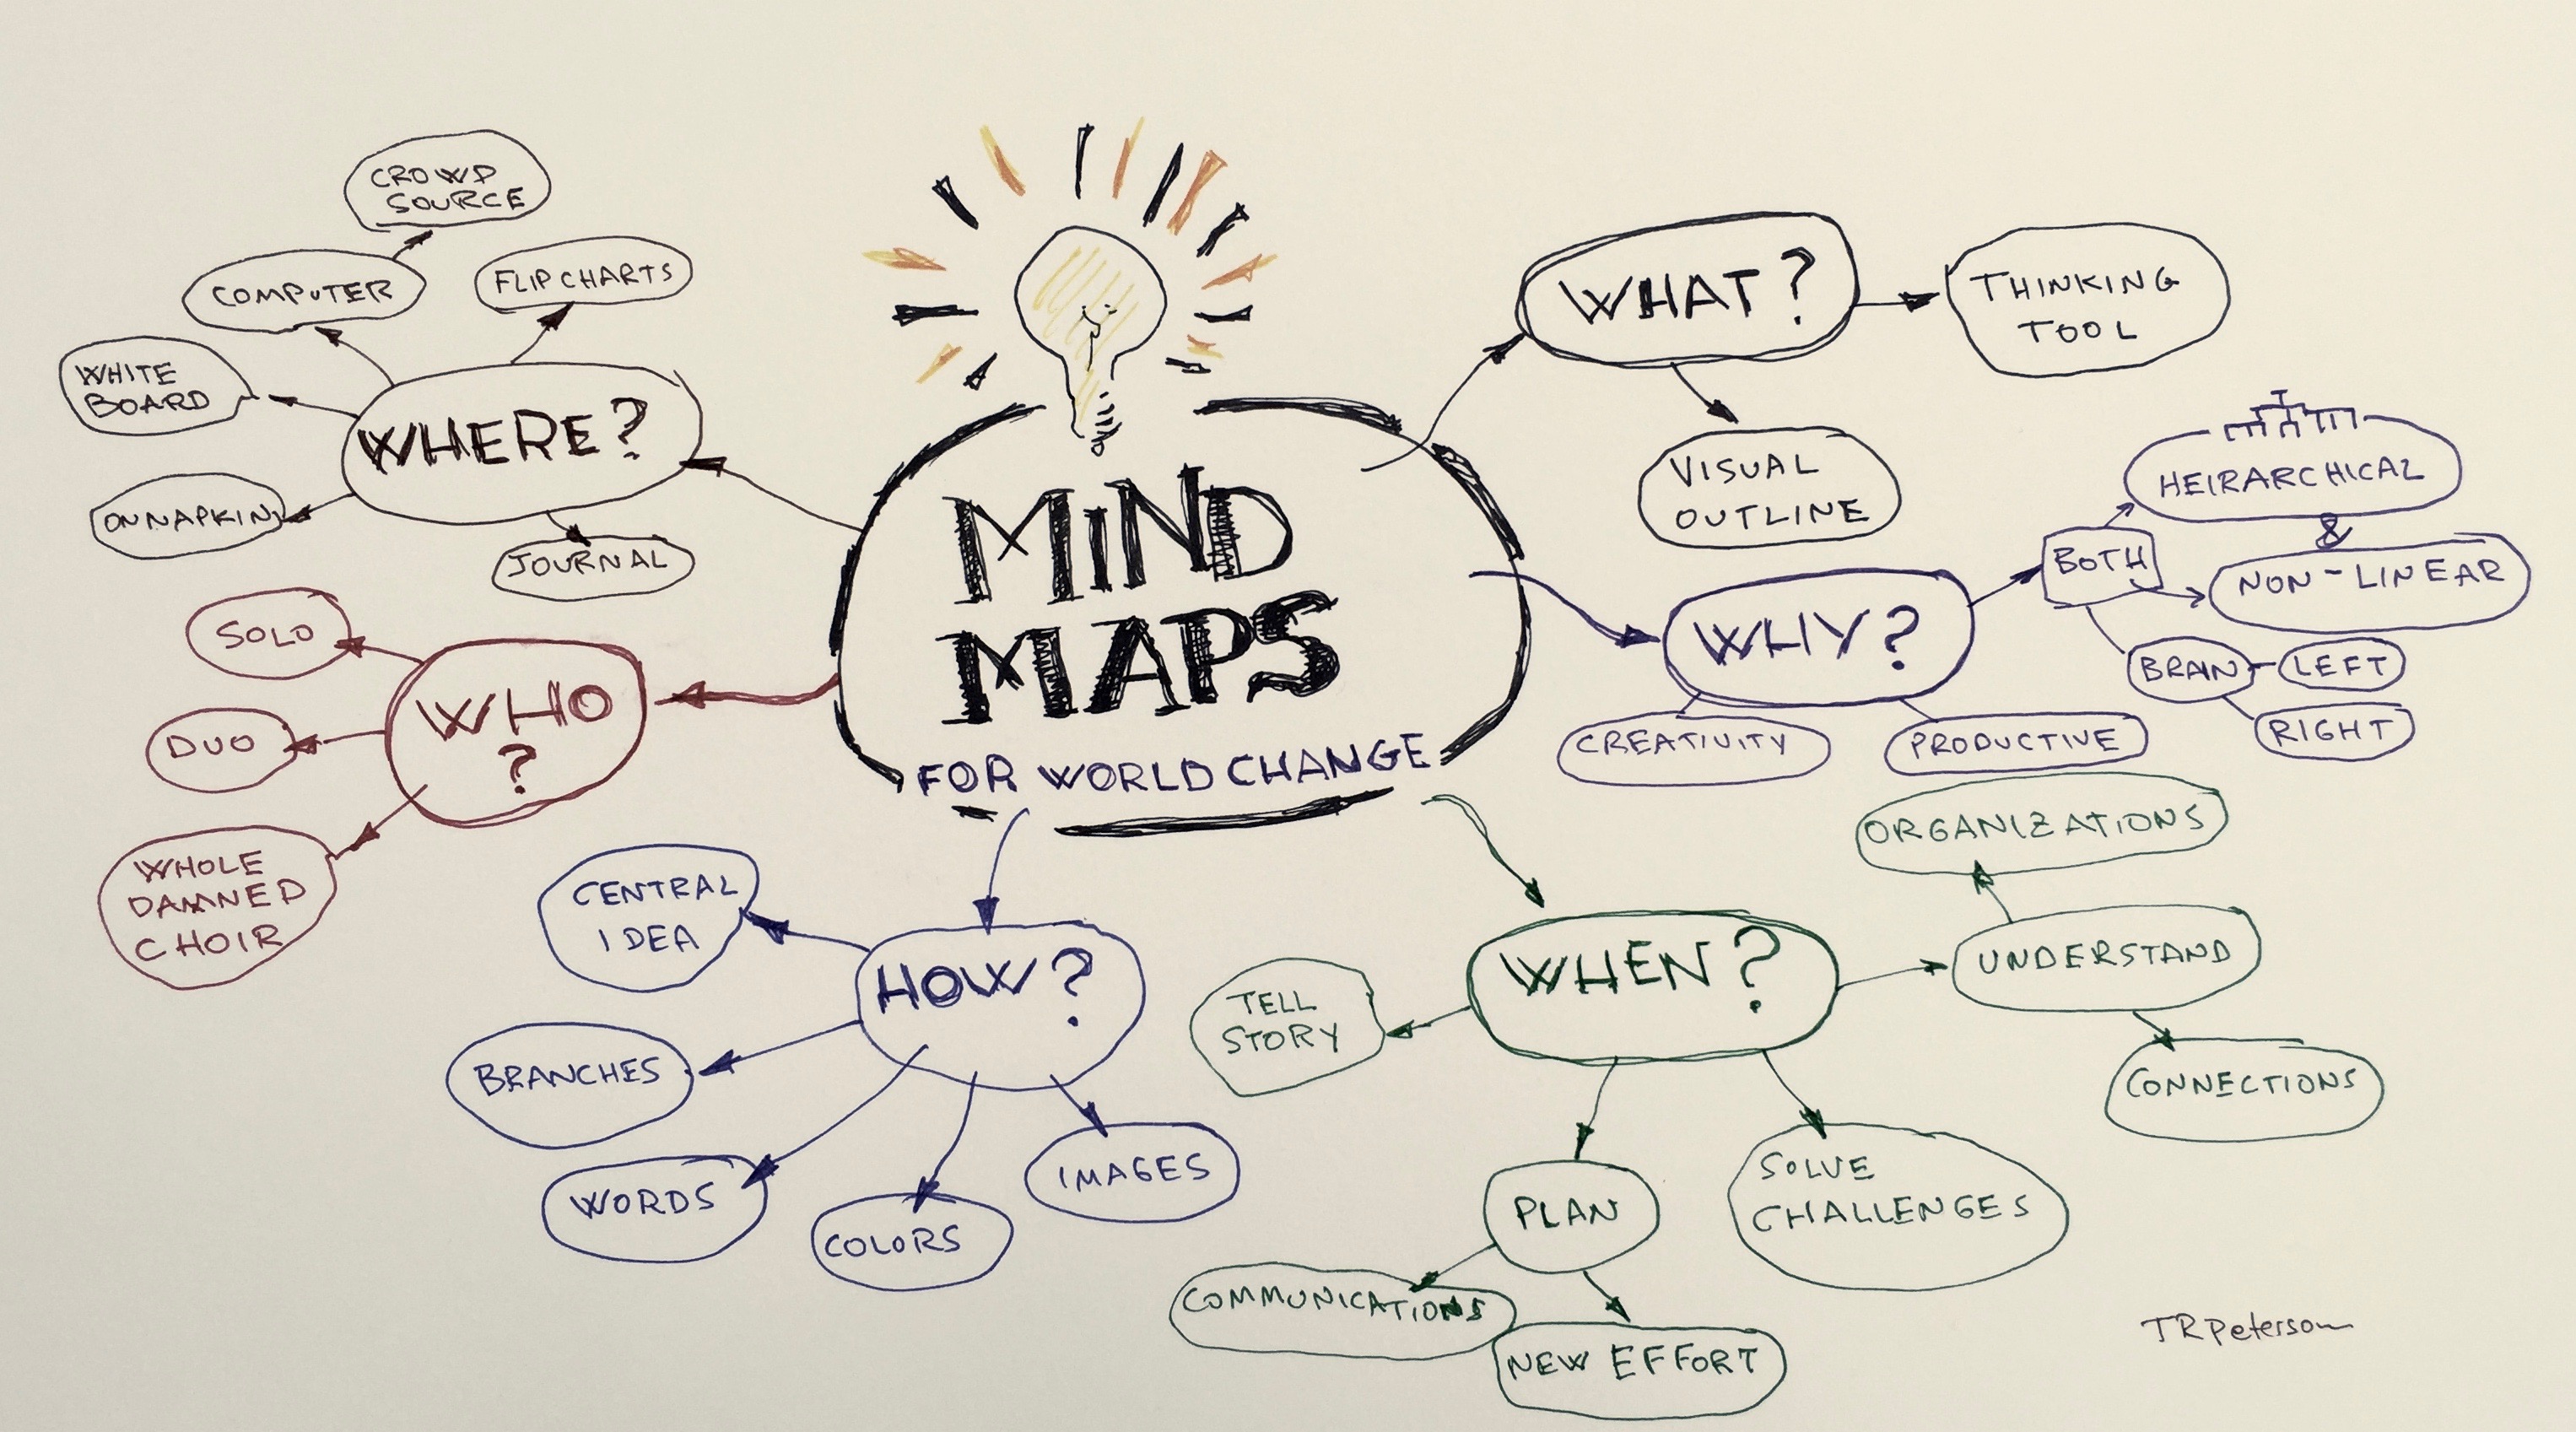 MIND
MAPS
FOR WORLD CHANGE
WHAT?
THINKING
TOOL
VISUAL
OUTLINE
WHY?
BOTH
HEIRARCHICAL
&
NON-LINEAR
BRAIN
LEFT
RIGHT
CREATIVITY
PRODUCTIVE
WHEN?
ORGANIZATIONS
UNDERSTAND
CONNECTIONS
SOLVE
CHALLENGES
PLAN
COMMUNICATIONS
NEW EFFORT
TELL
STORY
HOW?
CENTRAL
IDEA
BRANCHES
WORDS
COLORS
IMAGES
WHO
?
SOLO
DUO
WHOLE
DAMNED
CHOIR
WHERE?
CROWD
SOURCE
COMPUTER
FLIPCHARTS
WHITE
BOARD
ON NAPKIN
JOURNAL
TRPeterson